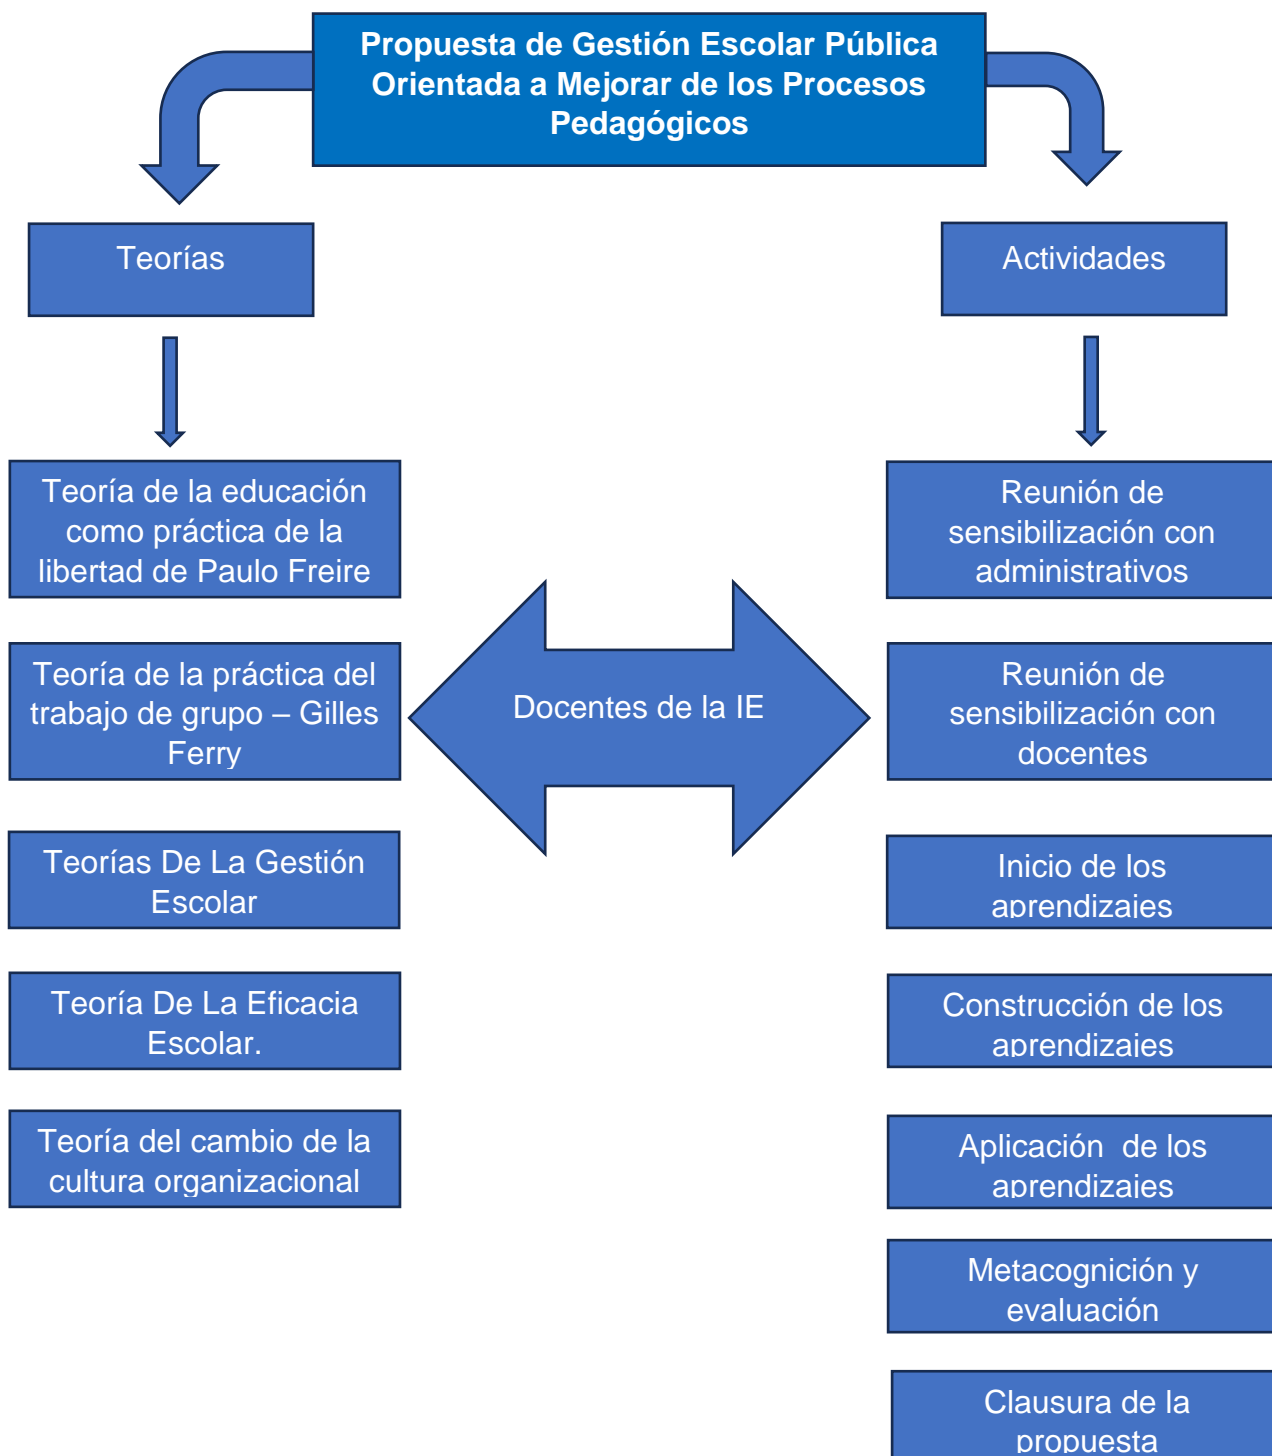 Propuesta de Gestión Escolar Pública
Orientada a Mejorar de los Procesos
Pedagógicos
Teorías
Actividades
Teoría de la educación
como práctica de la
libertad de Paulo Freire
Teoría de la práctica del
trabajo de grupo – Gilles
Ferry
Teorías De La Gestión
Escolar
Teoría De La Eficacia
Escolar.
Teoría del cambio de la
cultura organizacional
Docentes de la IE
Reunión de
sensibilización con
administrativos
Reunión de
sensibilización con
docentes
Inicio de los
aprendizajes
Construcción de los
aprendizajes
Aplicación  de los
aprendizajes
Metacognición y
evaluación
Clausura de la
propuesta